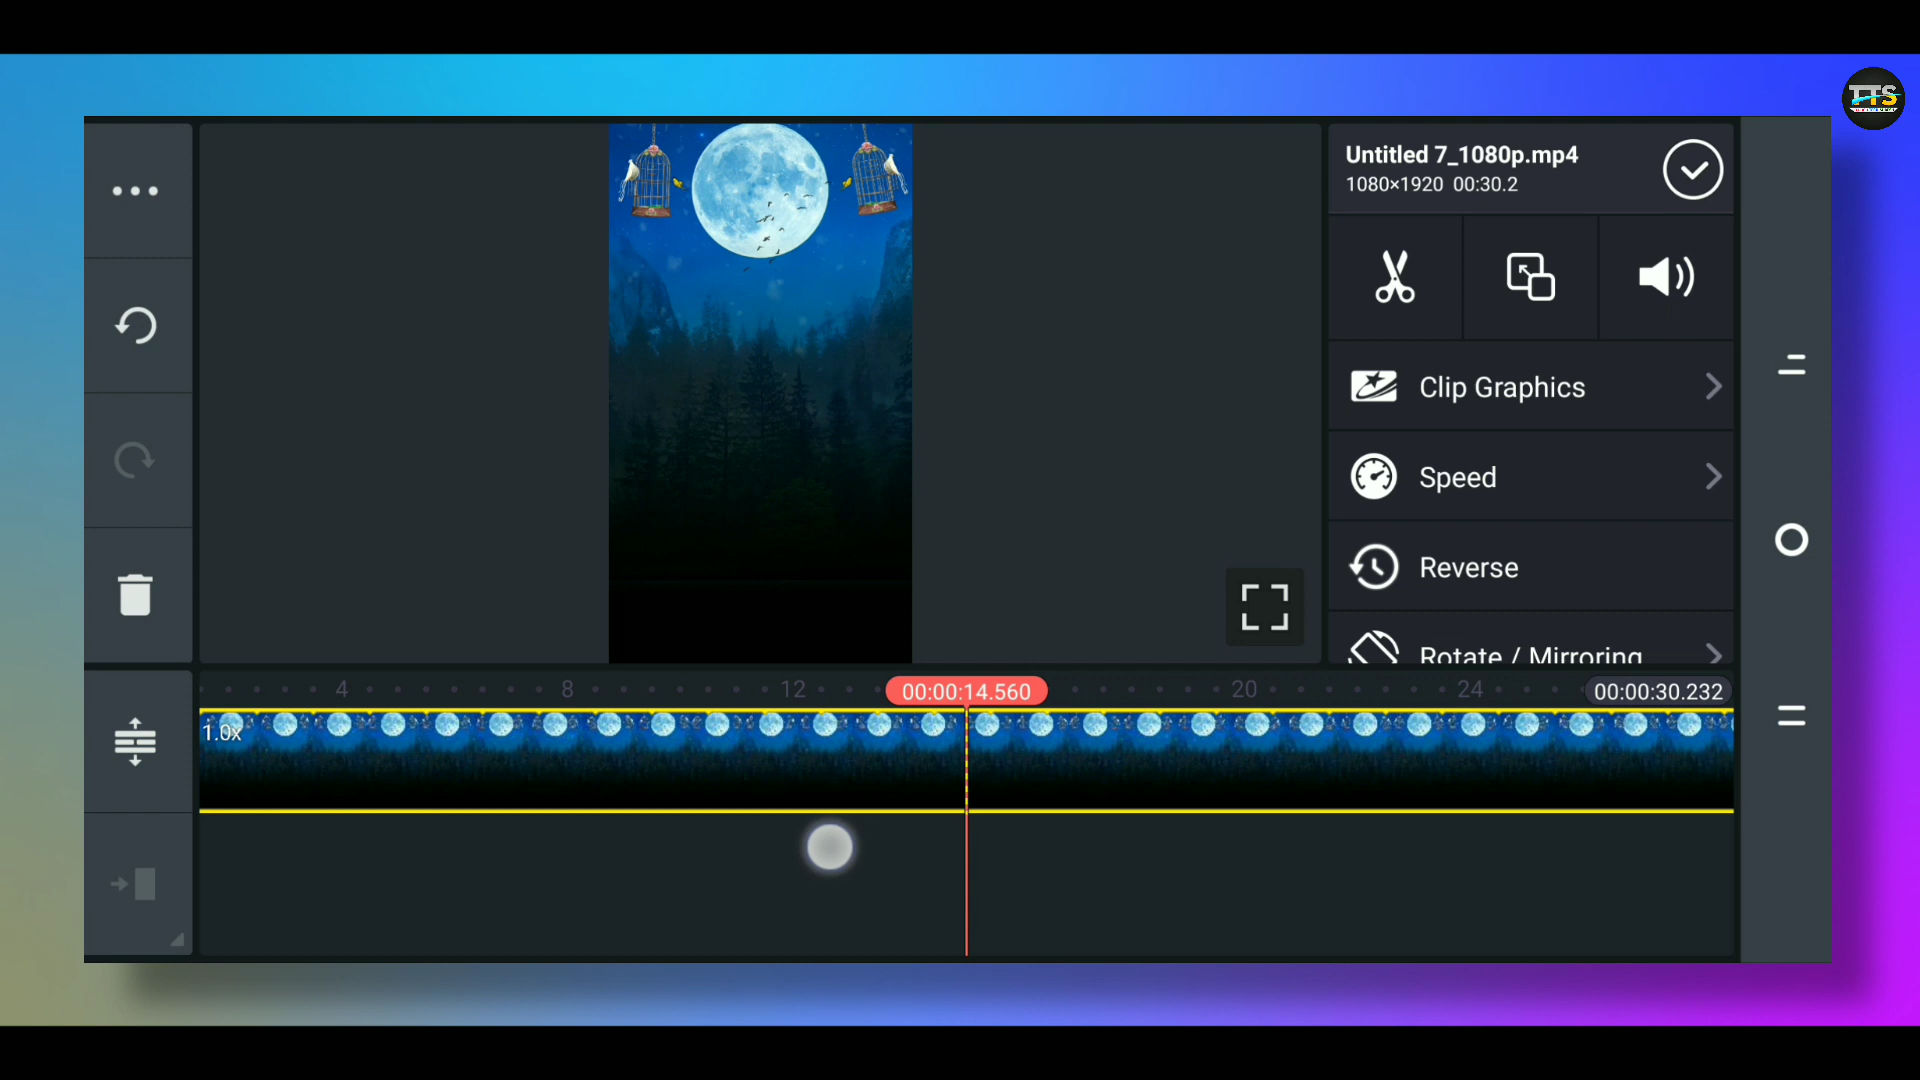 TTS
Untitled 7_1080p.mp4
1080×1920 00:30.2
Clip Graphics
Speed
Reverse
Rotate / Mirroring
4 8 12 00:00:14.560 20 24 00:00:30.232
1.0x